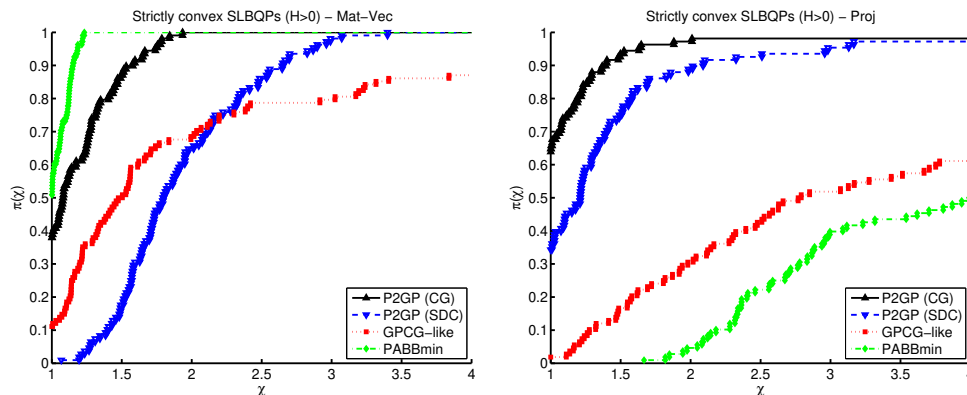 Strictly convex SLBQPs (H>0) – Mat–Vec
1
0.9
0.8
0.7
0.6
0.5
0.4
0.3
0.2
0.1
0
π(χ)
1
1.5
2
2.5
3
3.5
4
χ
P2GP (CG)
P2GP (SDC)
GPCG–like
PABBmin
Strictly convex SLBQPs (H>0) – Proj
1
0.9
0.8
0.7
0.6
0.5
0.4
0.3
0.2
0.1
0
π(χ)
1
1.5
2
2.5
3
3.5
4
χ
P2GP (CG)
P2GP (SDC)
GPCG–like
PABBmin